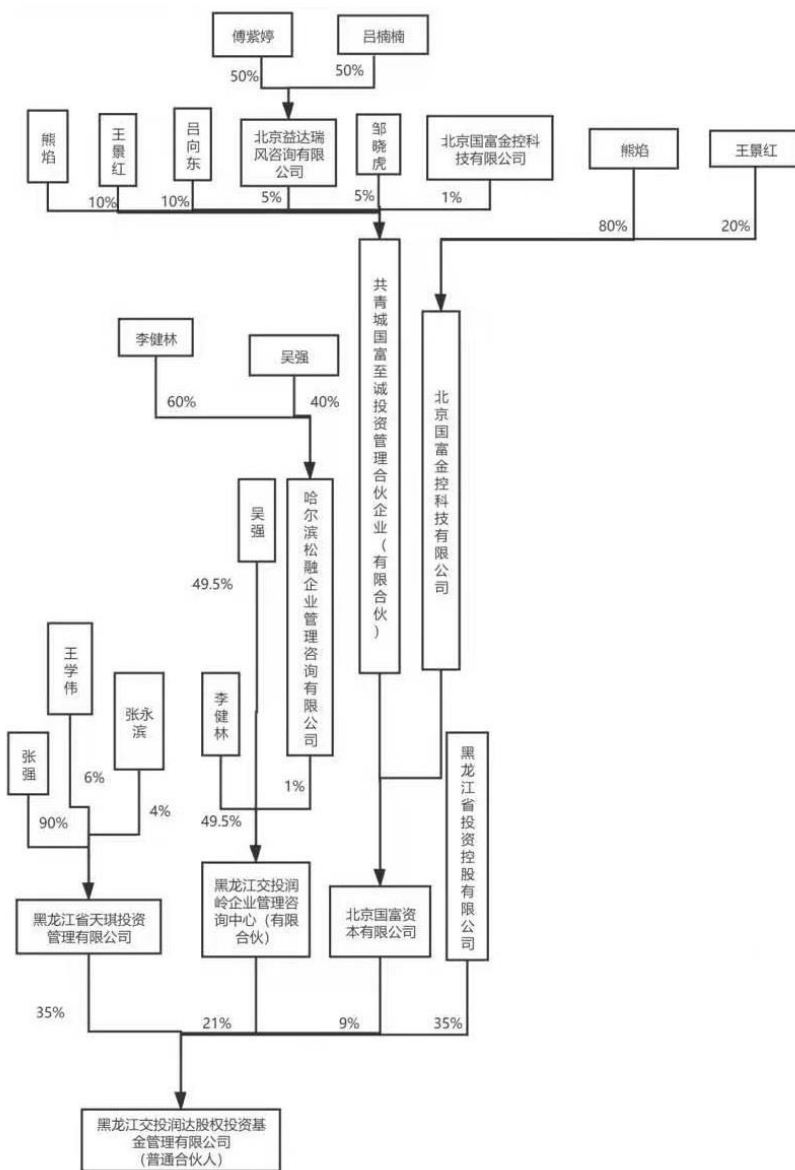 傅紫婷
吕楠楠
50%
50%
熊焰
王景红
吕向东
北京益达瑞
风咨询有限
公司
邹晓虎
北京国富金控科
技有限公司
熊焰
王景红
10%
10%
5%
5%
1%
80%
20%
共青城国富至诚投资管理合伙企业（有限合伙）
北京国富金控科技有限公司
李健林
吴强
60%
40%
吴强
哈尔滨松融企业管理咨询有限公司
49.5%
王学伟
张永
滨
李健林
张强
黑龙江省投资控股有限公司
6%
4%
1%
90%
49.5%
黑龙江省天琪投资
管理有限公司
黑龙江交投润
岭企业管理咨
询中心（有限
合伙）
北京国富资
本有限公司
35%
21%
9%
35%
黑龙江交投润达股权投资基
金管理有限公司
（普通合伙人）